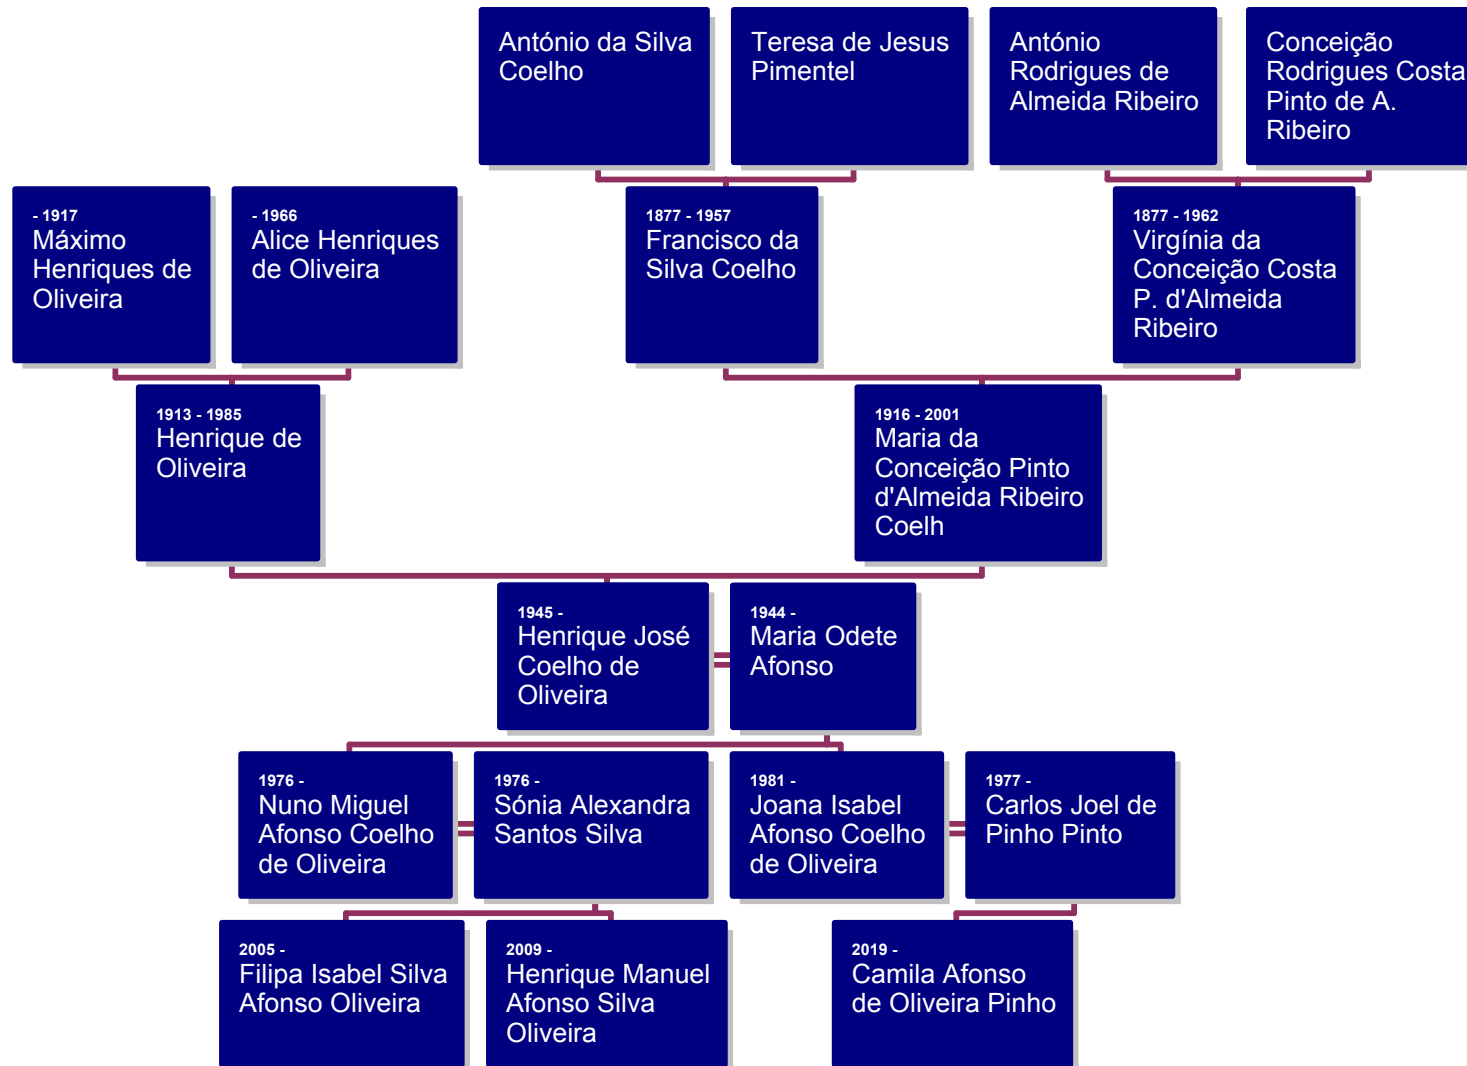 António da Silva
Coelho
Teresa de Jesus
Pimentel
António
Rodrigues de
Almeida Ribeiro
Conceição
Rodrigues Costa
Pinto de A.
Ribeiro
- 1917
Máximo
Henriques de
Oliveira
- 1966
Alice Henriques
de Oliveira
1877 - 1957
Francisco da
Silva Coelho
1877 - 1962
Virgínia da
Conceição Costa
P. d'Almeida
Ribeiro
1913 - 1985
Henrique de
Oliveira
1916 - 2001
Maria da
Conceição Pinto
d'Almeida Ribeiro
Coelh
1945 -
Henrique José
Coelho de
Oliveira
1944 -
Maria Odete
Afonso
1976 -
Nuno Miguel
Afonso Coelho
de Oliveira
1976 -
Sónia Alexandra
Santos Silva
1981 -
Joana Isabel
Afonso Coelho
de Oliveira
1977 -
Carlos Joel de
Pinho Pinto
2005 -
Filipa Isabel Silva
Afonso Oliveira
2009 -
Henrique Manuel
Afonso Silva
Oliveira
2019 -
Camila Afonso
de Oliveira Pinho